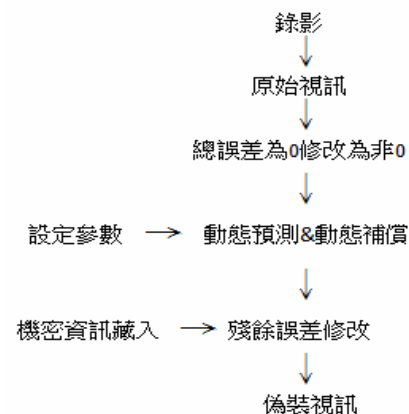 錄影
原始視訊
總誤差為0修改為非0
設定參數 → 動態預測&動態補償
機密資訊藏入 → 殘餘誤差修改
偽裝視訊